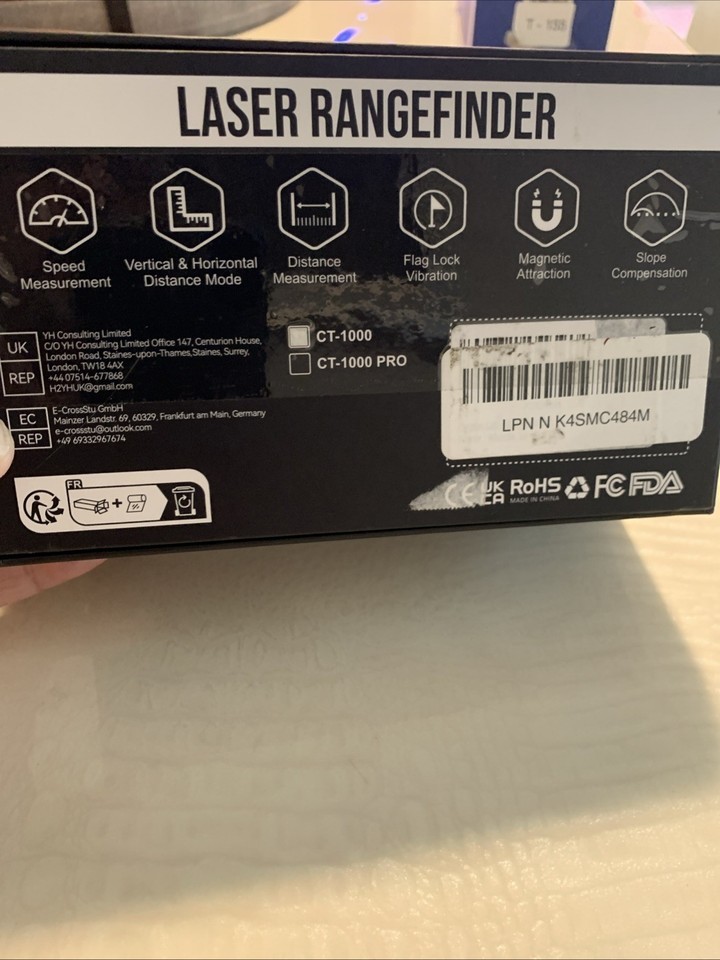 T - 
LASER RANGEFINDER
Speed
Measurement
Vertical & Horizontal
Distance Mode
Distance
Measurement
Flag Lock
Vibration
Magnetic
Attraction
Slope
Compensation
UK
REP
YH Consulting Limited
C/O YH Consulting Limited Office 147, Centurion House,
London Road, Staines-upon-Thames,Staines, Surrey,
London, TW18 4AX
+44 07514-677868
H2YHUK@gmail.com
EC
REP
E-CrossStu GmbH
Mainzer Landstr. 69, 60329, Frankfurt am Main, Germany
e-crossstu@outlook.com
+49 69332967674
CT-1000
CT-1000 PRO
LPN N K4SMC484M
FR
CE UK CA RoHS FC FDA
MADE IN CHINA